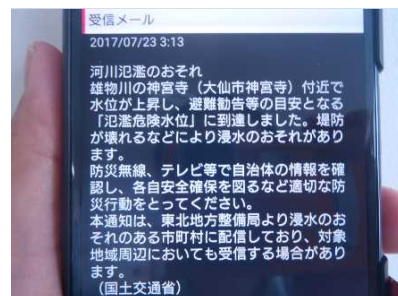 受信メール
2017/07/23 3:13
河川氾濫のおそれ
雄物川の神宮寺（大仙市神宮寺）付近で
水位が上昇し、避難勧告等の目安となる
「氾濫危険水位」に到達しました。堤防
が壊れるなどにより浸水のおそれがあり
ます。
防災無線、テレビ等で自治体の情報を確
認し、各自安全確保を図るなど適切な防
災行動をとってください。
本通知は、東北地方整備局より浸水のお
それのある市町村に配信しており、対象
地域周辺においても受信する場合があり
ます。
（国土交通省）